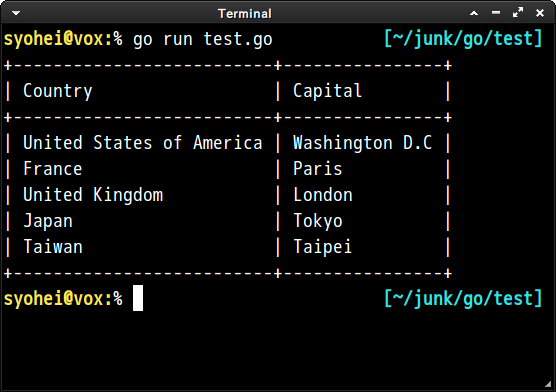 Terminal
syohei@vox:% go run test.go [~/junk/go/test]
+--------------------------+----------------+
| Country                  | Capital        |
+--------------------------+----------------+
| United States of America | Washington D.C |
| France                   | Paris          |
| United Kingdom           | London         |
| Japan                    | Tokyo          |
| Taiwan                   | Taipei         |
+--------------------------+----------------+
syohei@vox:% [~/junk/go/test]